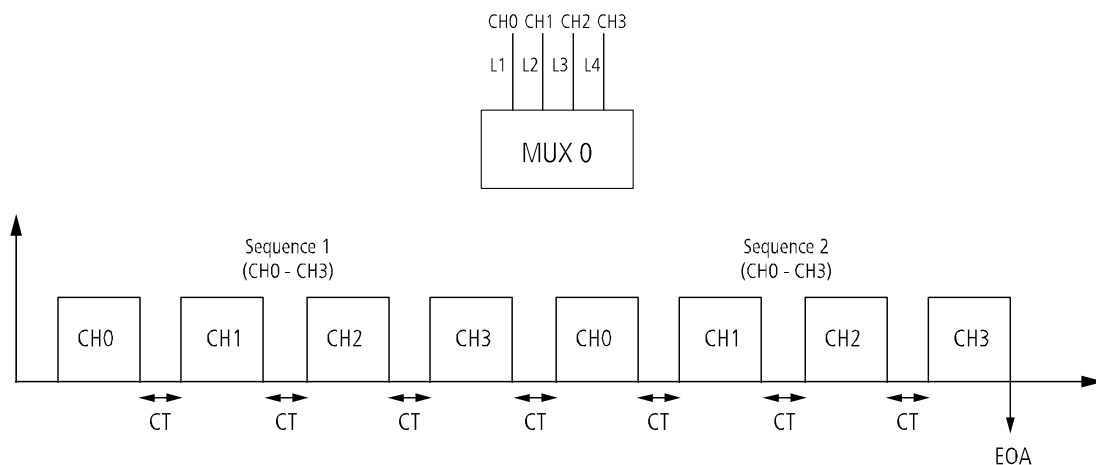 CH0 CH1 CH2 CH3
L1 L2 L3 L4
MUX 0
Sequence 1
(CH0 - CH3)
Sequence 2
(CH0 - CH3)
CH0 CH1 CH2 CH3 CH0 CH1 CH2 CH3
CT CT CT CT CT CT CT
EOA